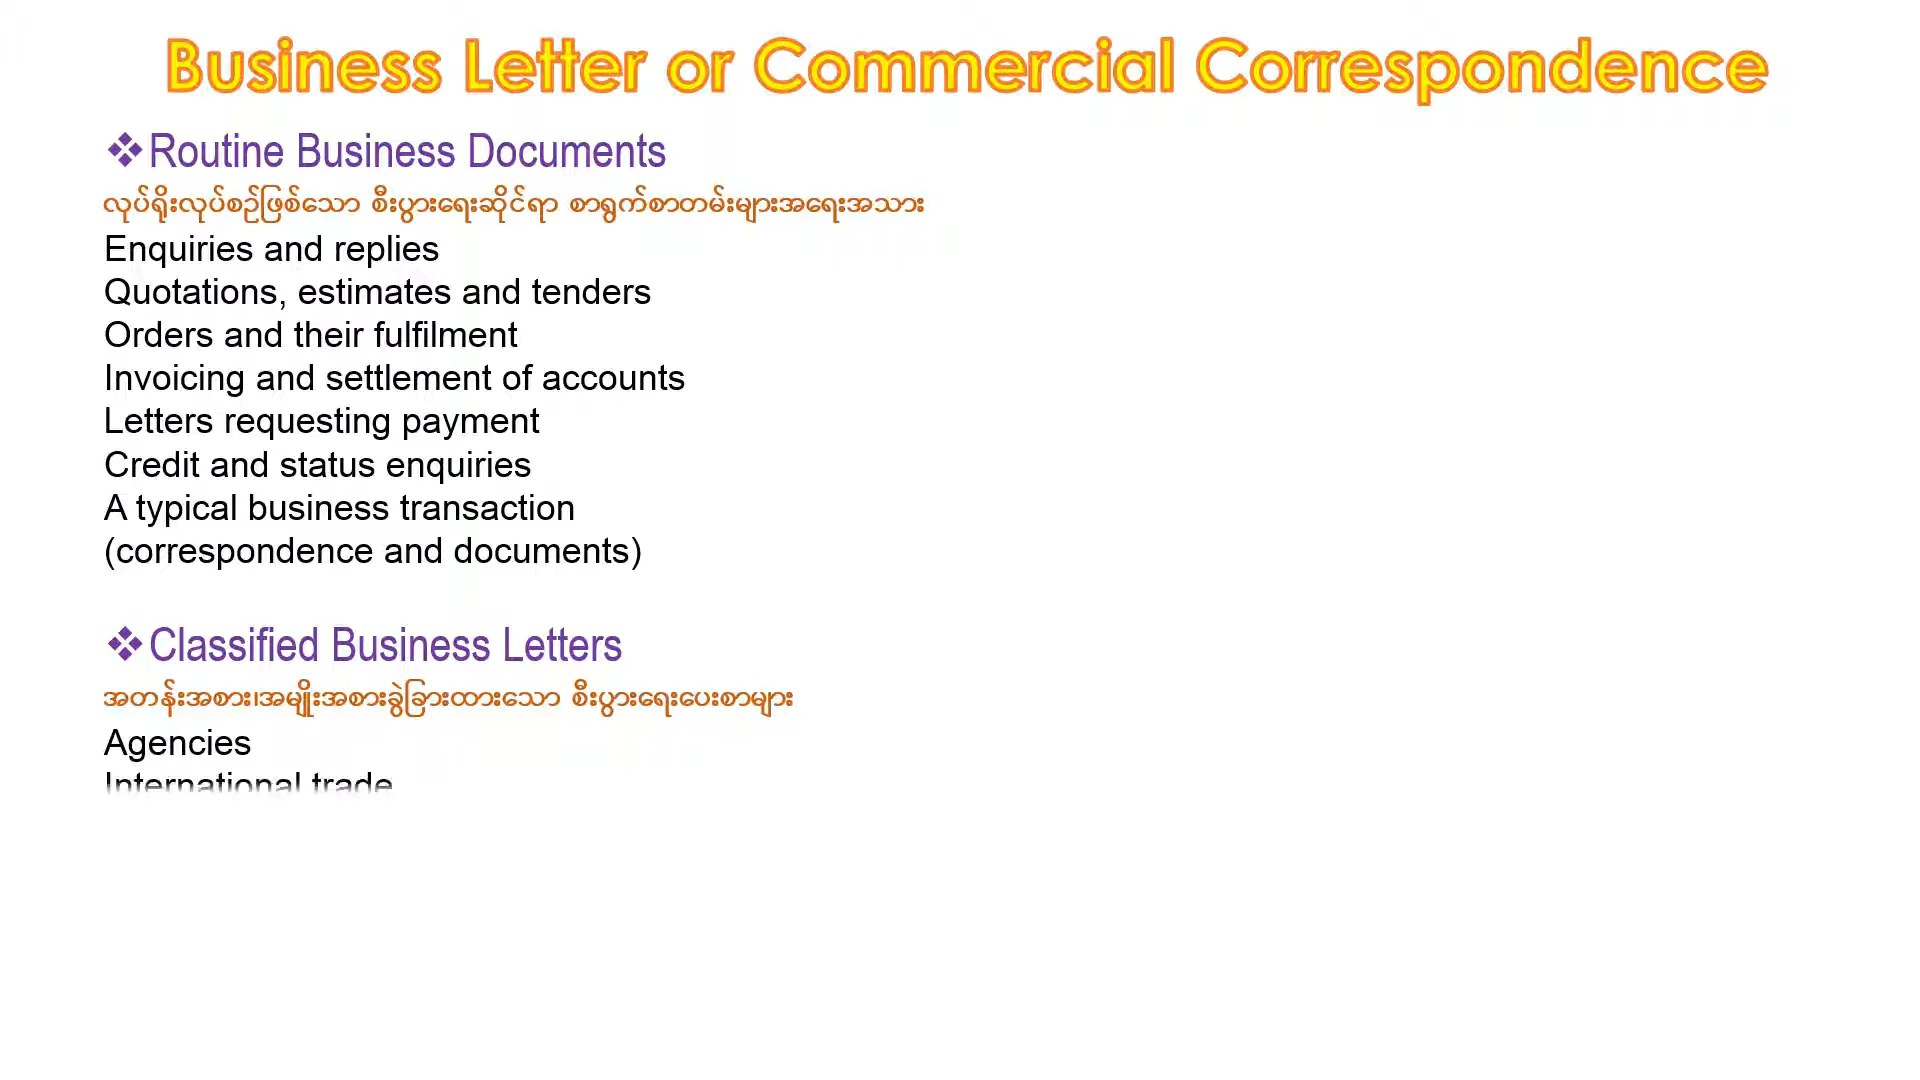 Business Letter or Commercial Correspondence
❖Routine Business Documents
လုပ်ရိုးလုပ်စဉ်ဖြစ်သော စီးပွားရေးဆိုင်ရာ စာရွက်စာတမ်းများအရေးအသား
Enquiries and replies
Quotations, estimates and tenders
Orders and their fulfilment
Invoicing and settlement of accounts
Letters requesting payment
Credit and status enquiries
A typical business transaction
(correspondence and documents)
❖Classified Business Letters
အတန်းအစား၊အမျိုးအစားခွဲခြားထားသော စီးပွားရေးပေးစာများ
Agencies
International trade